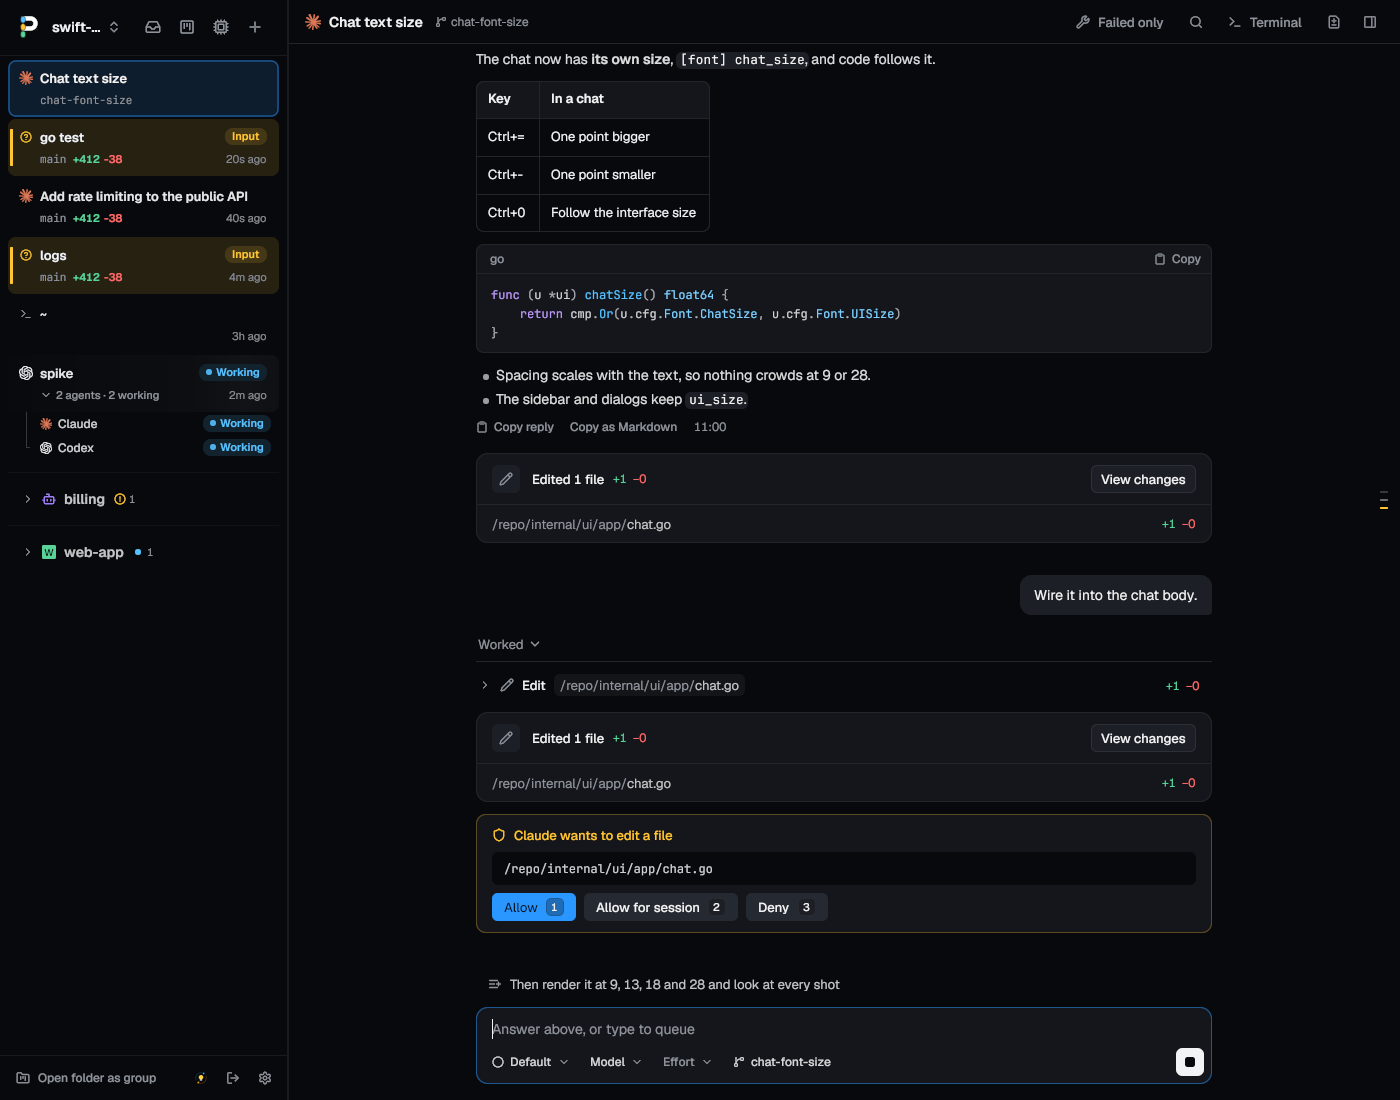 swift-...
Chat text size
chat-font-size
go test
Input
main +412 -38
20s ago
Add rate limiting to the public API
main +412 -38
40s ago
logs
Input
main +412 -38
4m ago
~
3h ago
spike
Working
2 agents · 2 working
2m ago
Claude
Working
Codex
Working
billing
1
W
web-app
1
Open folder as group
Chat text size
chat-font-size
Failed only
Terminal
The chat now has its own size, [font] chat_size, and code follows it.
Key
In a chat
Ctrl+=
One point bigger
Ctrl+-
One point smaller
Ctrl+0
Follow the interface size
go
Copy
func (u *ui) chatSize() float64 {
    return cmp.Or(u.cfg.Font.ChatSize, u.cfg.Font.UISize)
}
Spacing scales with the text, so nothing crowds at 9 or 28.
The sidebar and dialogs keep ui_size.
Copy reply
Copy as Markdown
11:00
Edited 1 file +1 −0
View changes
/repo/internal/ui/app/chat.go
+1 −0
Wire it into the chat body.
Worked
Edit /repo/internal/ui/app/chat.go
+1 −0
Edited 1 file +1 −0
View changes
/repo/internal/ui/app/chat.go
+1 −0
Claude wants to edit a file
/repo/internal/ui/app/chat.go
Allow 1
Allow for session 2
Deny 3
Then render it at 9, 13, 18 and 28 and look at every shot
Answer above, or type to queue
Default
Model
Effort
chat-font-size